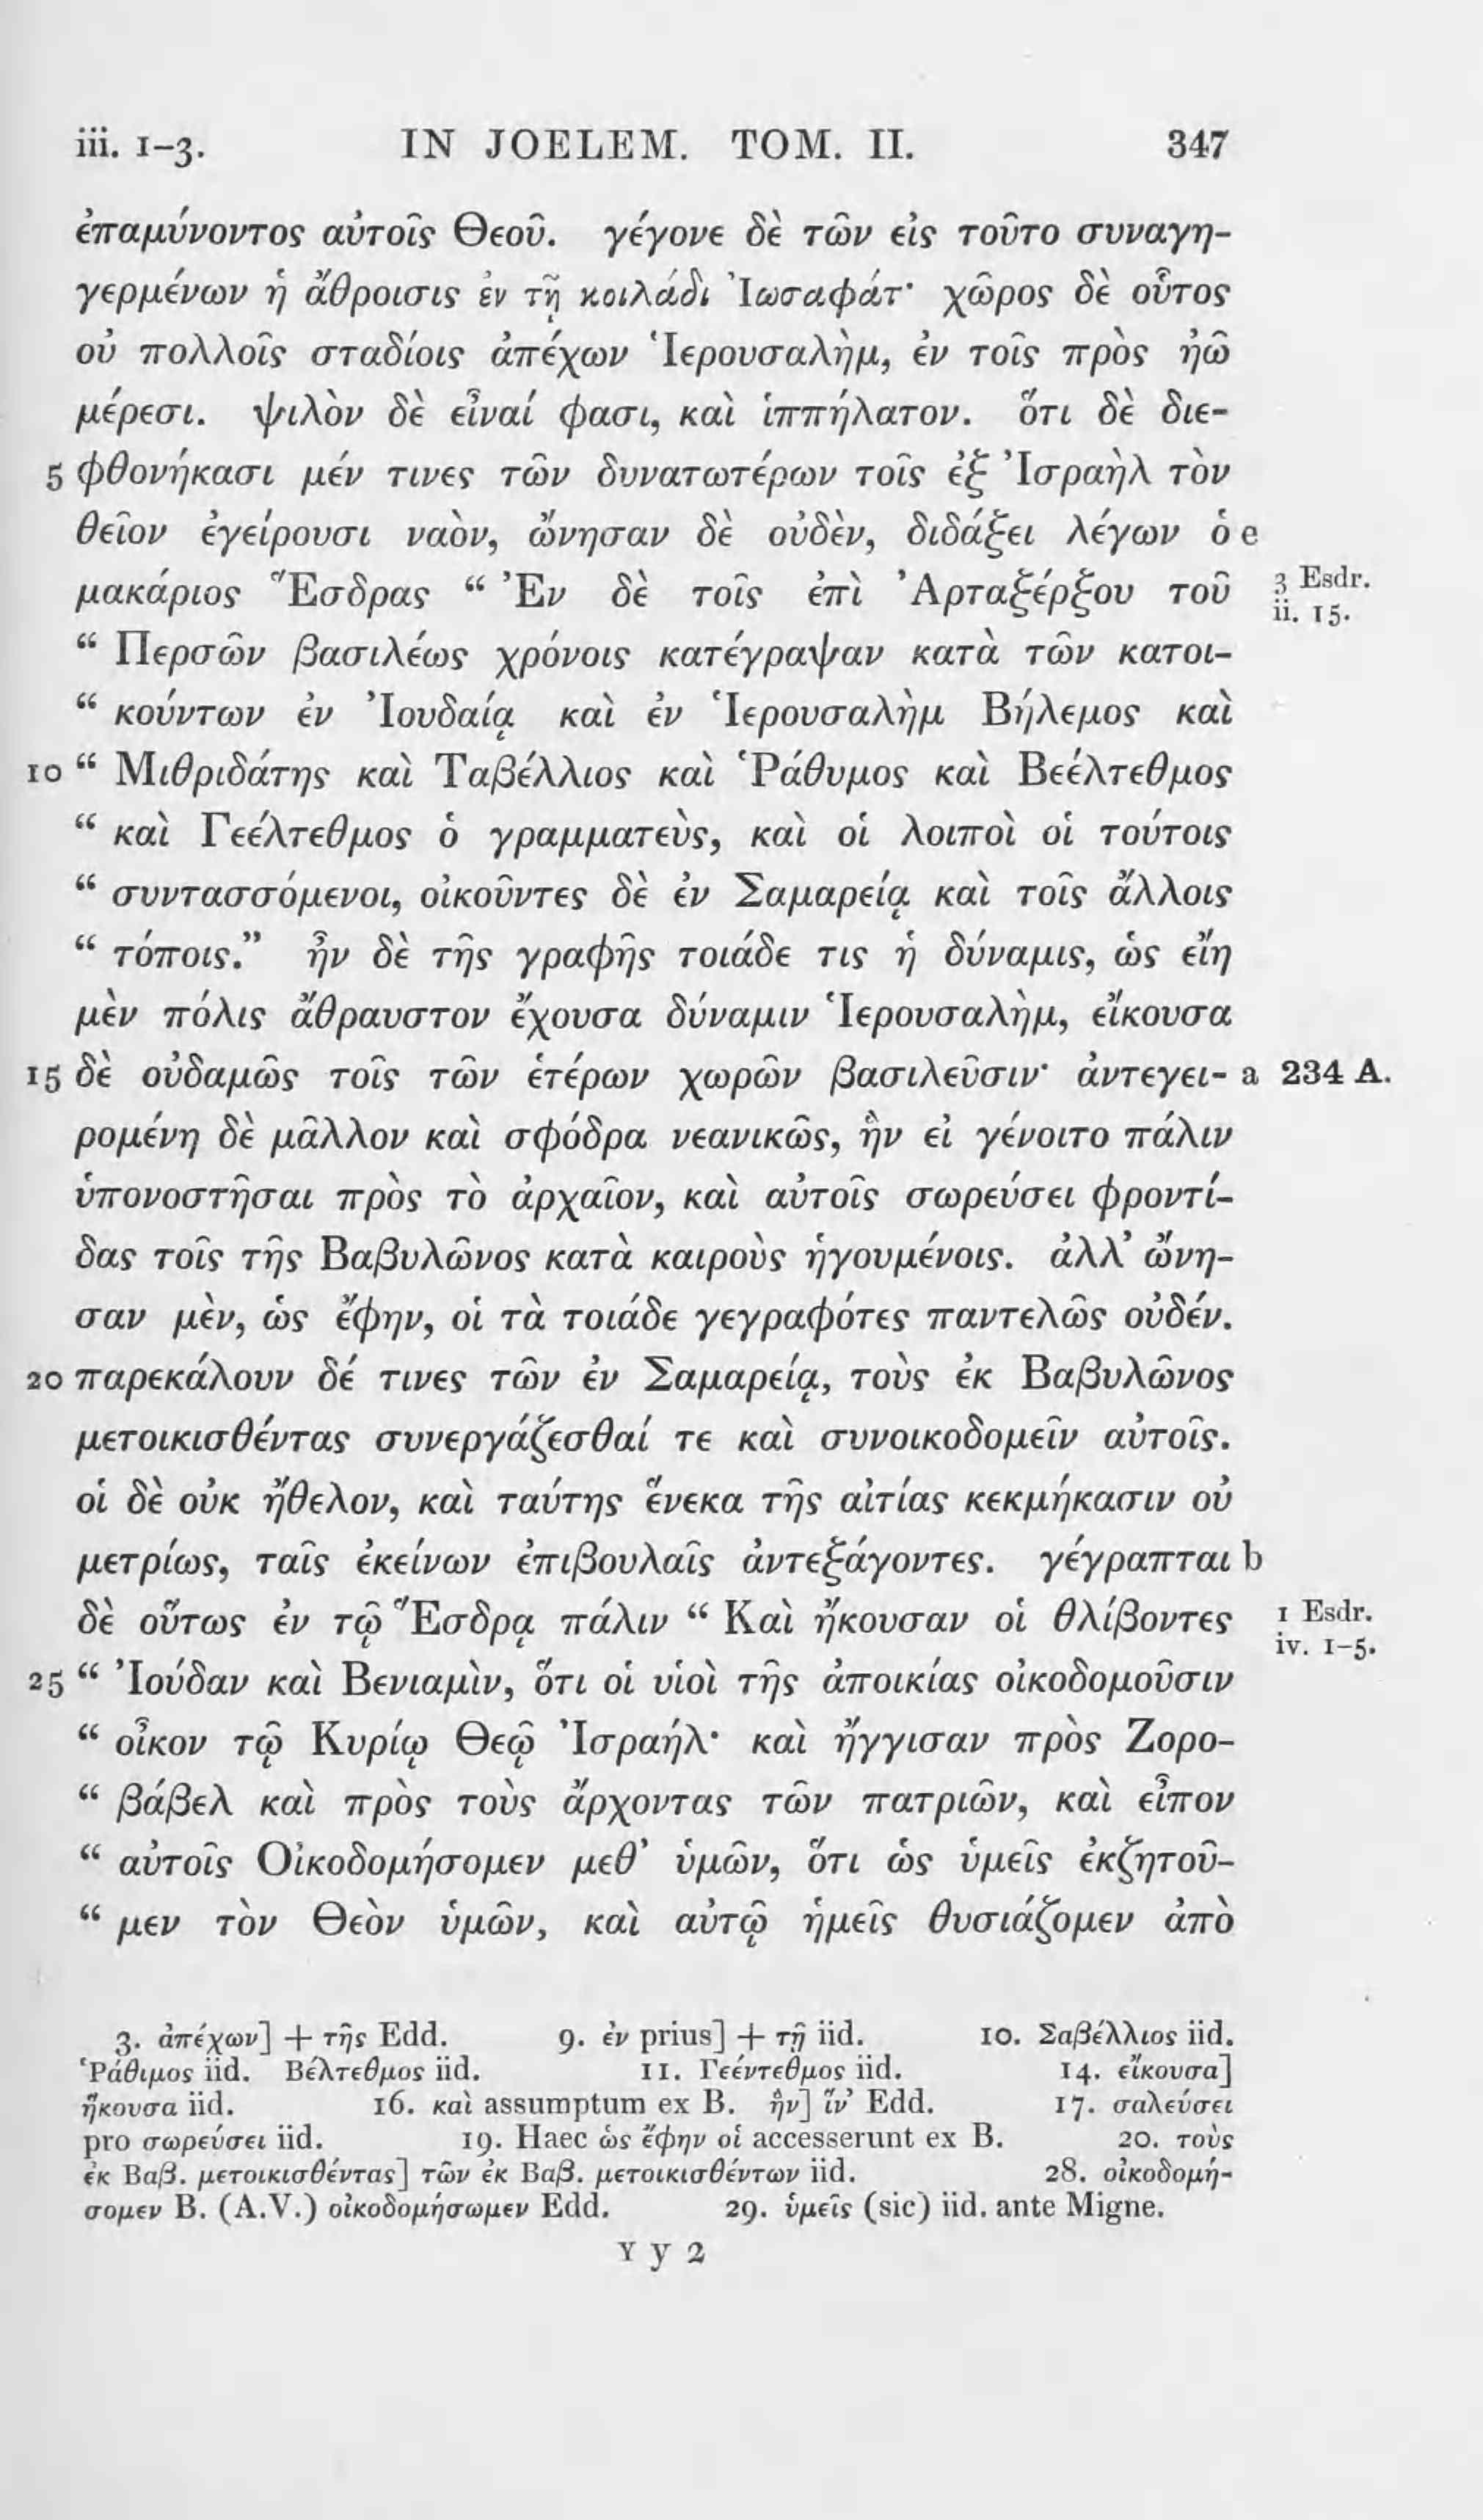 iii. 1-3. IN JOELEM. TOM. II. 347
ἐπαμύνοντος αὐτοῖς Θεοῦ. γέγονε δὲ τῶν εἰς τοῦτο συναγη-
γερμένων ἡ ἄθροισις ἐν τῇ κοιλάδι Ἰωσαφάτ· χῶρος δὲ οὗτος
οὐ πολλοῖς σταδίοις ἀπέχων Ἱερουσαλὴμ, ἐν τοῖς πρὸς ἠῶ
μέρεσι. ψιλὸν δὲ εἶναί φασι, καὶ ἱππήλατον. ὅτι δὲ διε-
5 φθονήκασι μέν τινες τῶν δυνατωτέρων τοῖς ἐξ Ἰσραὴλ τὸν
θεῖον ἐγείρουσι ναὸν, ὤνησαν δὲ οὐδὲν, διδάξει λέγων ὁ e
μακάριος Ἔσδρας “ Ἐν δὲ τοῖς ἐπὶ Ἀρταξέρξου τοῦ 3 Esdr. ii. 15.
“ Περσῶν βασιλέως χρόνοις κατέγραψαν κατὰ τῶν κατοι-
“ κούντων ἐν Ἰουδαίᾳ καὶ ἐν Ἱερουσαλὴμ Βήλεμος καὶ
10 “ Μιθριδάτης καὶ Ταβέλλιος καὶ Ῥάθυμος καὶ Βεέλτεθμος
“ καὶ Γεέλτεθμος ὁ γραμματεὺς, καὶ οἱ λοιποὶ οἱ τούτοις
“ συντασσόμενοι, οἰκοῦντες δὲ ἐν Σαμαρείᾳ καὶ τοῖς ἄλλοις
“ τόποις.” ἦν δὲ τῆς γραφῆς τοιάδε τις ἡ δύναμις, ὡς εἴη
μὲν πόλις ἄθραυστον ἔχουσα δύναμιν Ἱερουσαλὴμ, εἴκουσα
15 δὲ οὐδαμῶς τοῖς τῶν ἑτέρων χωρῶν βασιλεῦσιν· ἀντεγει- a 234 A.
ρομένη δὲ μᾶλλον καὶ σφόδρα νεανικῶς, ἣν εἰ γένοιτο πάλιν
ὑπονοστῆσαι πρὸς τὸ ἀρχαῖον, καὶ αὐτοῖς σωρεύσει φροντί-
δας τοῖς τῆς Βαβυλῶνος κατὰ καιροὺς ἡγουμένοις. ἀλλ’ ὤνη-
σαν μὲν, ὡς ἔφην, οἱ τὰ τοιάδε γεγραφότες παντελῶς οὐδέν.
20 παρεκάλουν δέ τινες τῶν ἐν Σαμαρείᾳ, τοὺς ἐκ Βαβυλῶνος
μετοικισθέντας συνεργάζεσθαί τε καὶ συνοικοδομεῖν αὐτοῖς.
οἱ δὲ οὐκ ἤθελον, καὶ ταύτης ἕνεκα τῆς αἰτίας κεκμήκασιν οὐ
μετρίως, ταῖς ἐκείνων ἐπιβουλαῖς ἀντεξάγοντες. γέγραπται b
δὲ οὕτως ἐν τῷ Ἔσδρᾳ πάλιν “ Καὶ ἤκουσαν οἱ θλίβοντες 1 Esdr. iv. 1-5.
25 “ Ἰούδαν καὶ Βενιαμὶν, ὅτι οἱ υἱοὶ τῆς ἀποικίας οἰκοδομοῦσιν
“ οἶκον τῷ Κυρίῳ Θεῷ Ἰσραήλ· καὶ ἤγγισαν πρὸς Ζορο-
“ βάβελ καὶ πρὸς τοὺς ἄρχοντας τῶν πατριῶν, καὶ εἶπον
“ αὐτοῖς Οἰκοδομήσομεν μεθ’ ὑμῶν, ὅτι ὡς ὑμεῖς ἐκζητοῦ-
“ μεν τὸν Θεὸν ὑμῶν, καὶ αὐτῷ ἡμεῖς θυσιάζομεν ἀπὸ
3. ἀπέχων] + τῆς Edd. 9. ἐν prius] + τῇ iid. 10. Σαβέλλιος iid.
Ῥάθιμος iid. Βέλτεθμος iid. 11. Γεέντεθμος iid. 14. εἴκουσα]
ἥκουσα iid. 16. καὶ assumptum ex B. ἣν] ἵν’ Edd. 17. σαλεύσει
pro σωρεύσει iid. 19. Haec ὡς ἔφην οἱ accesserunt ex B. 20. τοὺς
ἐκ Βαβ. μετοικισθέντας] τῶν ἐκ Βαβ. μετοικισθέντων iid. 28. οἰκοδομή-
σομεν B. (A.V.) οἰκοδομήσωμεν Edd. 29. ὑμεῖς (sic) iid. ante Migne.
Y y 2